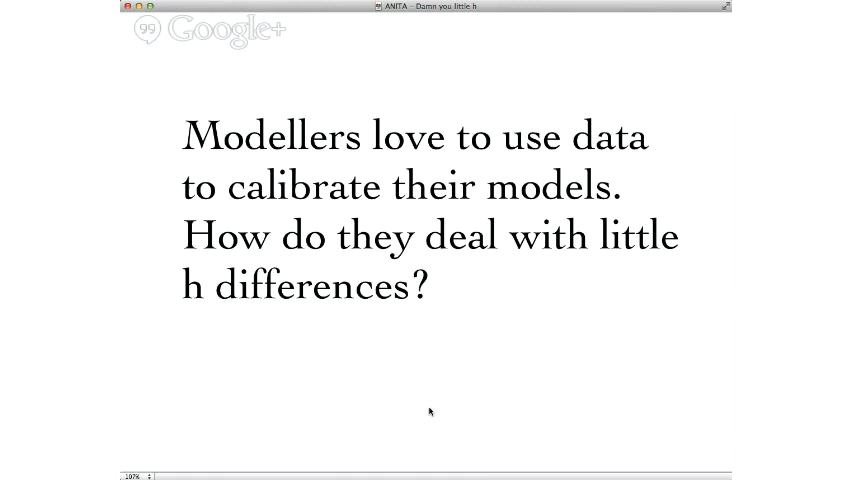 ANITA – Damn you little h
Google+
Modellers love to use data
to calibrate their models.
How do they deal with little
h differences?
107%